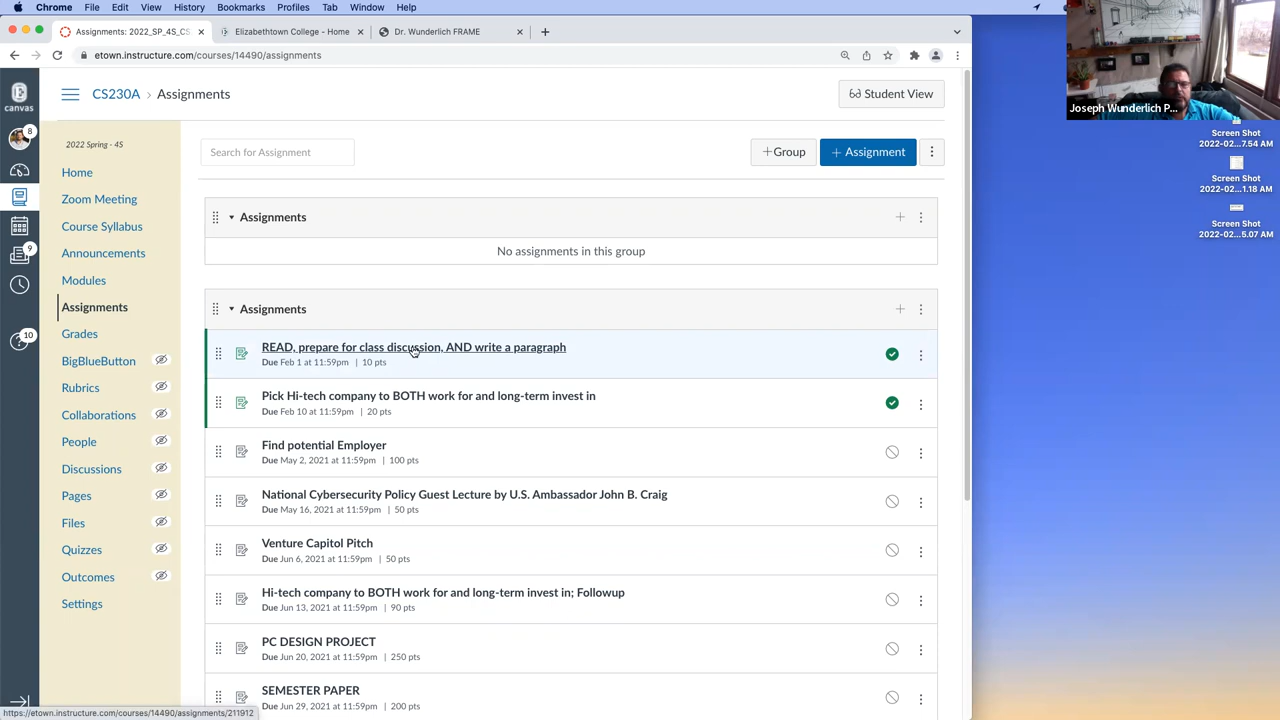 Chrome File Edit View History Bookmarks Profiles Tab Window Help
Assignments: 2022_SP_4S_CS
Elizabethtown College - Home
Dr. Wunderlich FRAME
etown.instructure.com/courses/14490/assignments
Joseph Wunderlich P...
canvas
CS230A › Assignments
Student View
8
2022 Spring - 4S
Search for Assignment
+ Group
+ Assignment
Screen Shot
2022-02...7.54 AM
Home
Screen Shot
2022-02...1.18 AM
Zoom Meeting
Screen Shot
2022-02...5.07 AM
Course Syllabus
Assignments
9
Announcements
No assignments in this group
Modules
Assignments
Assignments
10
Grades
READ, prepare for class discussion, AND write a paragraph
Due Feb 1 at 11:59pm | 10 pts
BigBlueButton
Rubrics
Pick Hi-tech company to BOTH work for and long-term invest in
Due Feb 10 at 11:59pm | 20 pts
Collaborations
People
Find potential Employer
Due May 2, 2021 at 11:59pm | 100 pts
Discussions
Pages
National Cybersecurity Policy Guest Lecture by U.S. Ambassador John B. Craig
Due May 16, 2021 at 11:59pm | 50 pts
Files
Quizzes
Venture Capitol Pitch
Due Jun 6, 2021 at 11:59pm | 50 pts
Outcomes
Settings
Hi-tech company to BOTH work for and long-term invest in; Followup
Due Jun 13, 2021 at 11:59pm | 90 pts
PC DESIGN PROJECT
Due Jun 20, 2021 at 11:59pm | 250 pts
SEMESTER PAPER
Due Jun 29, 2021 at 11:59pm | 200 pts
https://etown.instructure.com/courses/14490/assignments/211912